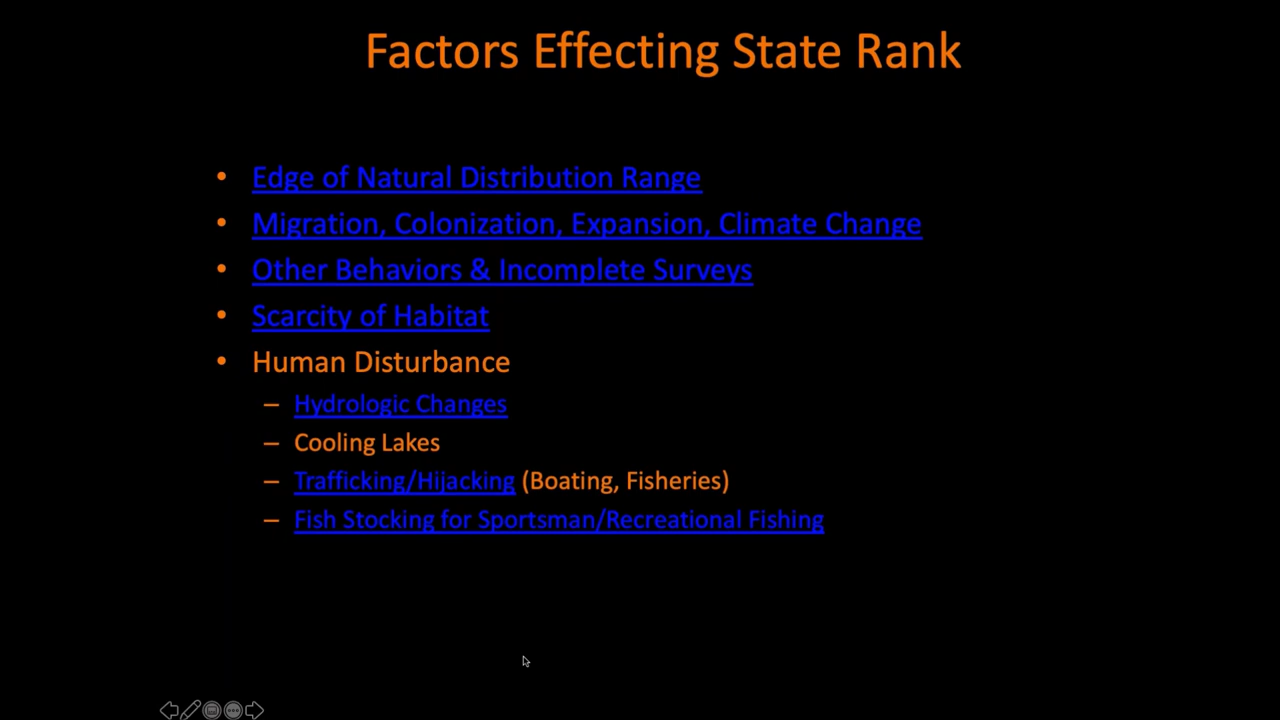 Factors Effecting State Rank
• Edge of Natural Distribution Range
• Migration, Colonization, Expansion, Climate Change
• Other Behaviors & Incomplete Surveys
• Scarcity of Habitat
• Human Disturbance
– Hydrologic Changes
– Cooling Lakes
– Trafficking/Hijacking (Boating, Fisheries)
– Fish Stocking for Sportsman/Recreational Fishing